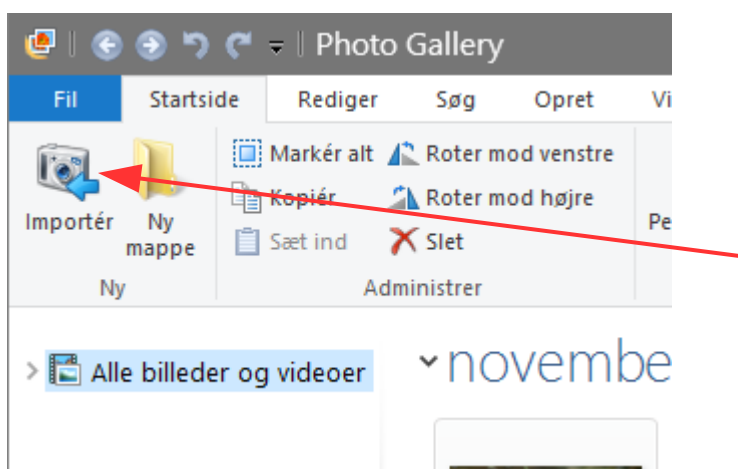 Photo Gallery
Fil Startside Rediger Søg Opret Vi
Markér alt Roter mod venstre
Importér Ny mappe Kopiér Roter mod højre
Sæt ind Slet
Pe
Ny Administrer
Alle billeder og videoer
novembe